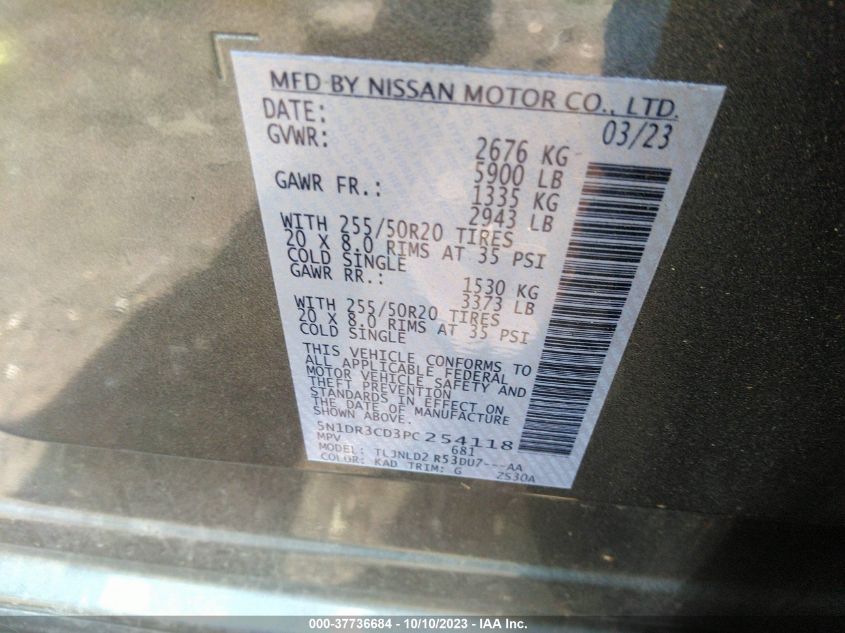 MFD BY NISSAN MOTOR CO., LTD.
DATE: 03/23
GVWR: 2676 KG
5900 LB
GAWR FR.: 1335 KG
2943 LB
WITH 255/50R20 TIRES
20 X 8.0 RIMS AT 35 PSI
COLD SINGLE
GAWR RR.: 1530 KG
3373 LB
WITH 255/50R20 TIRES
20 X 8.0 RIMS AT 35 PSI
COLD SINGLE
THIS VEHICLE CONFORMS TO
ALL APPLICABLE FEDERAL
MOTOR VEHICLE SAFETY AND
THEFT PREVENTION
STANDARDS IN EFFECT ON
THE DATE OF MANUFACTURE
SHOWN ABOVE.
5N1DR3CD3PC254118
MPV 681
MODEL: TLJNLD2 R53DU7---AA
COLOR: KAD TRIM: G 2S30A
000-37736684 - 10/10/2023 - IAA Inc.